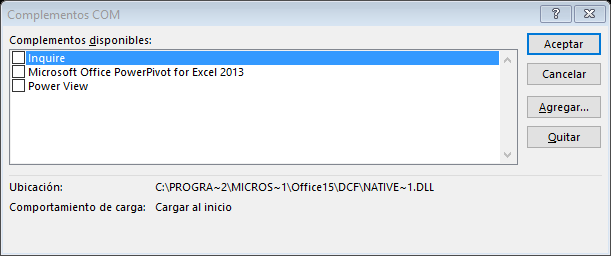 Complementos COM
Complementos disponibles:
Inquire
Microsoft Office PowerPivot for Excel 2013
Power View
Aceptar
Cancelar
Agregar...
Quitar
Ubicación: C:\PROGRA~2\MICROS~1\Office15\DCF\NATIVE~1.DLL
Comportamiento de carga: Cargar al inicio